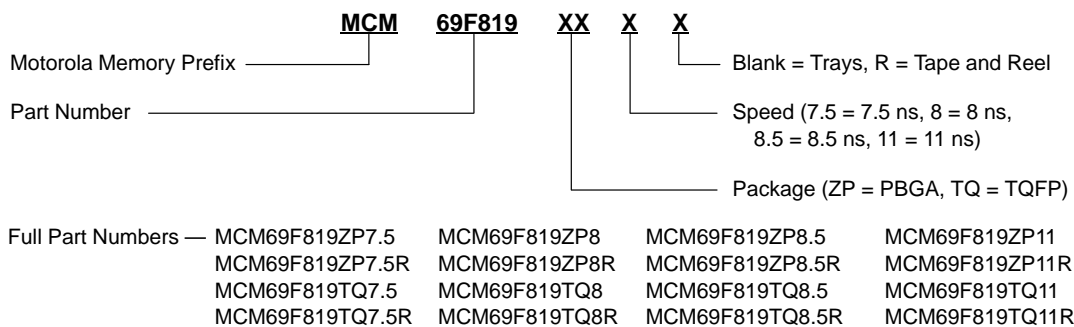 MCM 69F819 XX X X
Motorola Memory Prefix
Blank = Trays, R = Tape and Reel
Part Number
Speed (7.5 = 7.5 ns, 8 = 8 ns,
8.5 = 8.5 ns, 11 = 11 ns)
Package (ZP = PBGA, TQ = TQFP)
Full Part Numbers — MCM69F819ZP7.5 MCM69F819ZP8 MCM69F819ZP8.5 MCM69F819ZP11
MCM69F819ZP7.5R MCM69F819ZP8R MCM69F819ZP8.5R MCM69F819ZP11R
MCM69F819TQ7.5 MCM69F819TQ8 MCM69F819TQ8.5 MCM69F819TQ11
MCM69F819TQ7.5R MCM69F819TQ8R MCM69F819TQ8.5R MCM69F819TQ11R